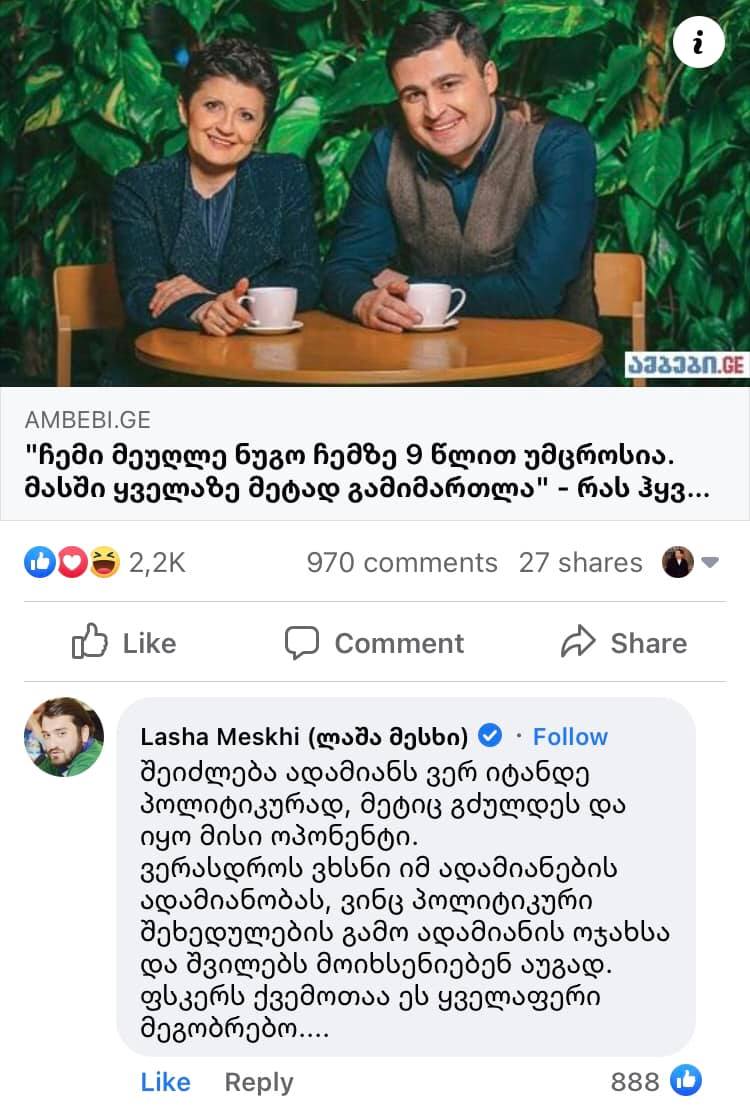 ᲐᲛᲑᲔᲑᲘ.GE
AMBEBI.GE
"ჩემი მეუღლე ნუგო ჩემზე 9 წლით უმცროსია.
მასში ყველაზე მეტად გამიმართლა" - რას ჰყვ...
2,2K 970 comments 27 shares
Like Comment Share
Lasha Meskhi (ლაშა მესხი) · Follow
შეიძლება ადამიანს ვერ იტანდე
პოლიტიკურად, მეტიც გძულდეს და
იყო მისი ოპონენტი.
ვერასდროს ვხსნი იმ ადამიანების
ადამიანობას, ვინც პოლიტიკური
შეხედულების გამო ადამიანის ოჯახსა
და შვილებს მოიხსენიებენ აუგად.
ფსკერს ქვემოთაა ეს ყველაფერი
მეგობრებო....
Like Reply 888